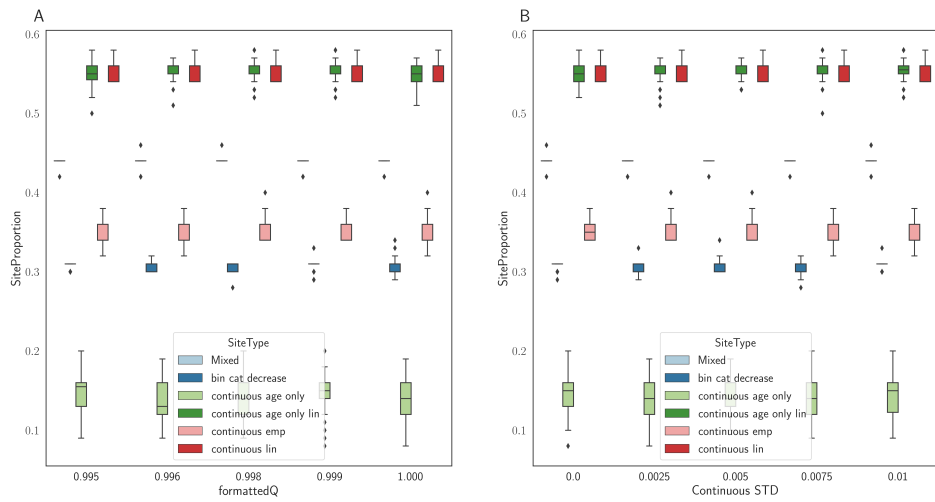 A
SiteProportion
0.6
0.5
0.4
0.3
0.2
0.1
SiteType
Mixed
bin cat decrease
continuous age only
continuous age only lin
continuous emp
continuous lin
0.995 0.996 0.998 0.999 1.000
formattedQ
B
SiteProportion
0.6
0.5
0.4
0.3
0.2
0.1
SiteType
Mixed
bin cat decrease
continuous age only
continuous age only lin
continuous emp
continuous lin
0.0 0.0025 0.005 0.0075 0.01
Continuous STD